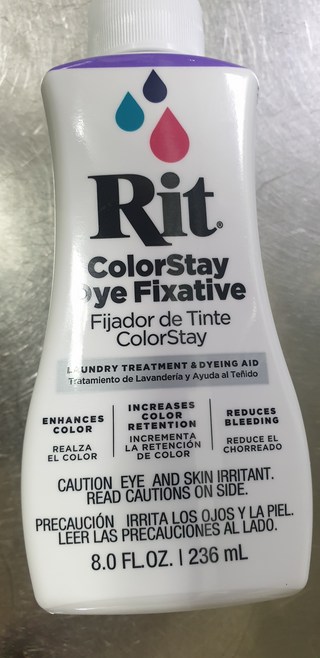 Rit®
ColorStay
Dye Fixative
Fijador de Tinte
ColorStay
LAUNDRY TREATMENT & DYEING AID
Tratamiento de Lavandería y Ayuda al Teñido
ENHANCES COLOR
REALZA EL COLOR
INCREASES COLOR RETENTION
INCREMENTA LA RETENCIÓN DE COLOR
REDUCES BLEEDING
REDUCE EL CHORREADO
CAUTION EYE AND SKIN IRRITANT.
READ CAUTIONS ON SIDE.
PRECAUCIÓN IRRITA LOS OJOS Y LA PIEL.
LEER LAS PRECAUCIONES AL LADO.
8.0 FL.OZ. | 236 mL